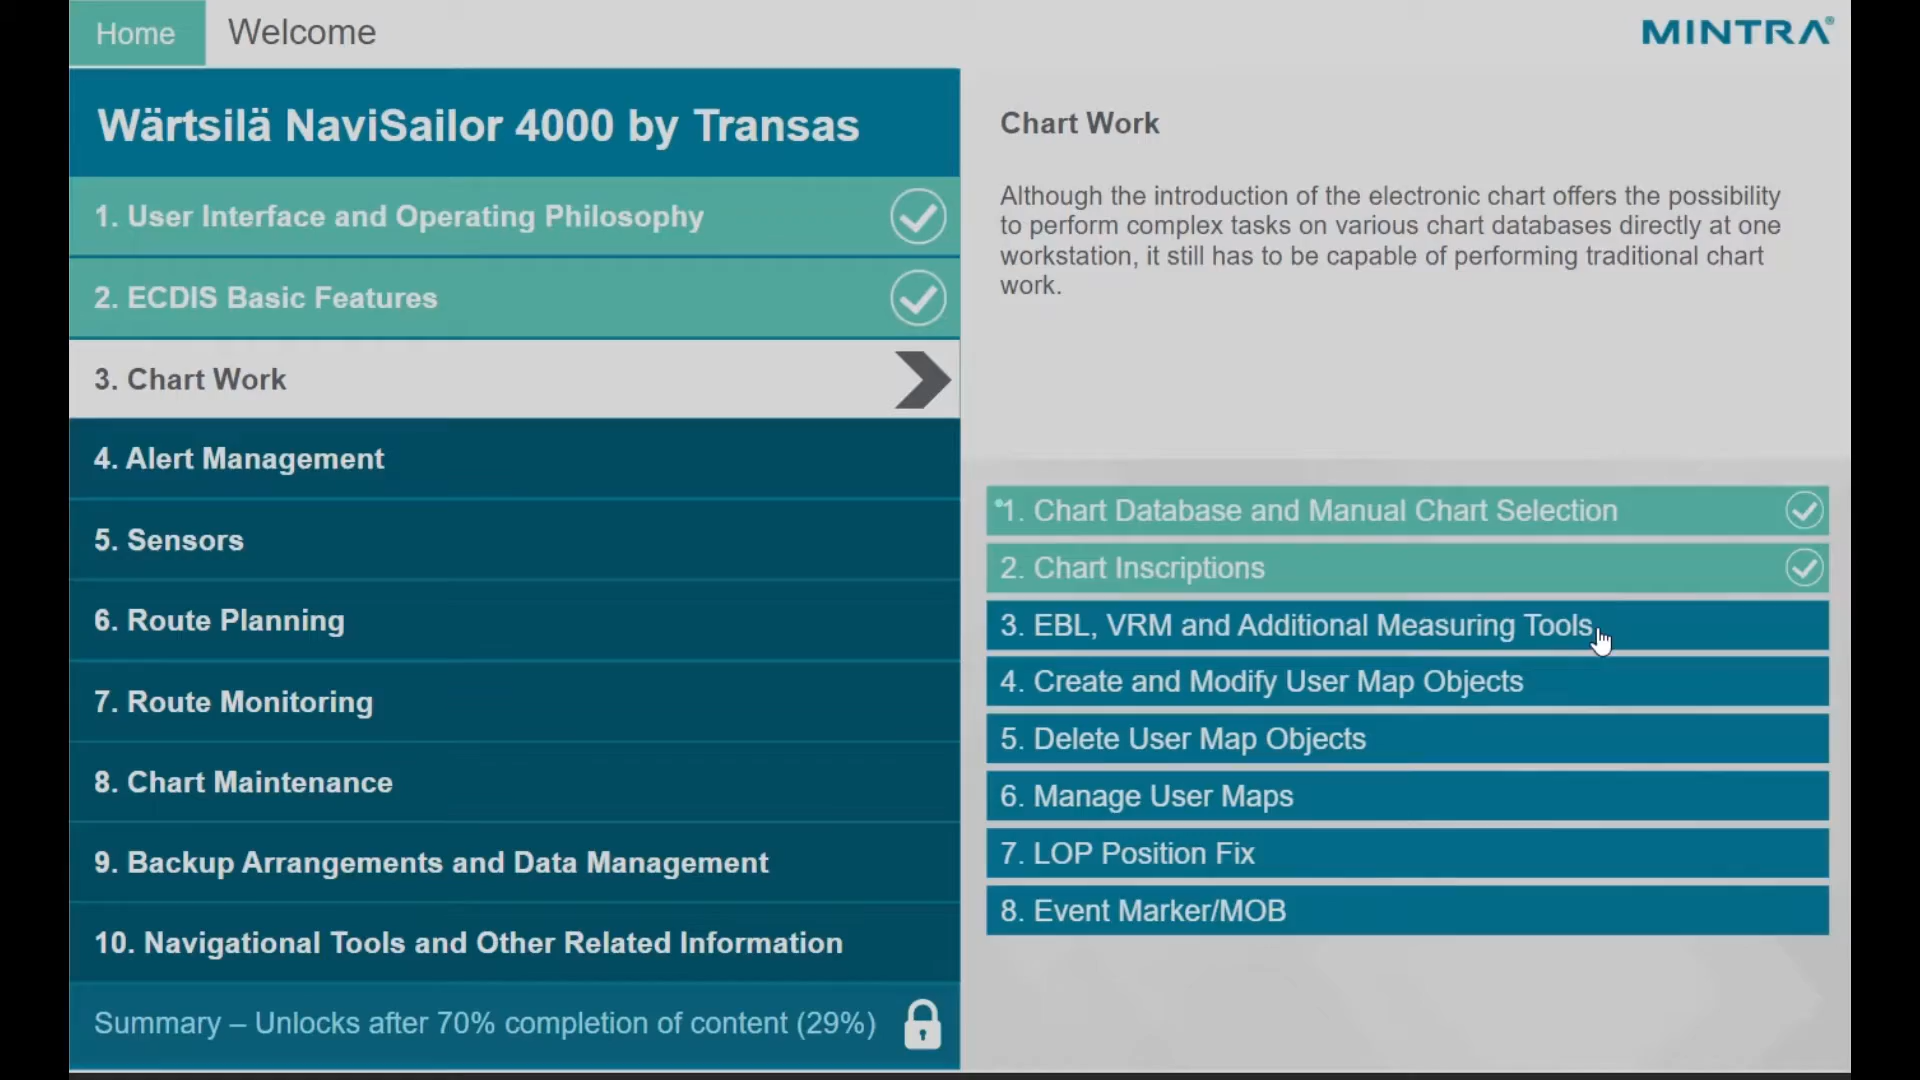 Home
Welcome
MINTRA®
Wärtsilä NaviSailor 4000 by Transas
1. User Interface and Operating Philosophy
2. ECDIS Basic Features
3. Chart Work
4. Alert Management
5. Sensors
6. Route Planning
7. Route Monitoring
8. Chart Maintenance
9. Backup Arrangements and Data Management
10. Navigational Tools and Other Related Information
Summary – Unlocks after 70% completion of content (29%)
Chart Work
Although the introduction of the electronic chart offers the possibility
to perform complex tasks on various chart databases directly at one
workstation, it still has to be capable of performing traditional chart
work.
1. Chart Database and Manual Chart Selection
2. Chart Inscriptions
3. EBL, VRM and Additional Measuring Tools
4. Create and Modify User Map Objects
5. Delete User Map Objects
6. Manage User Maps
7. LOP Position Fix
8. Event Marker/MOB